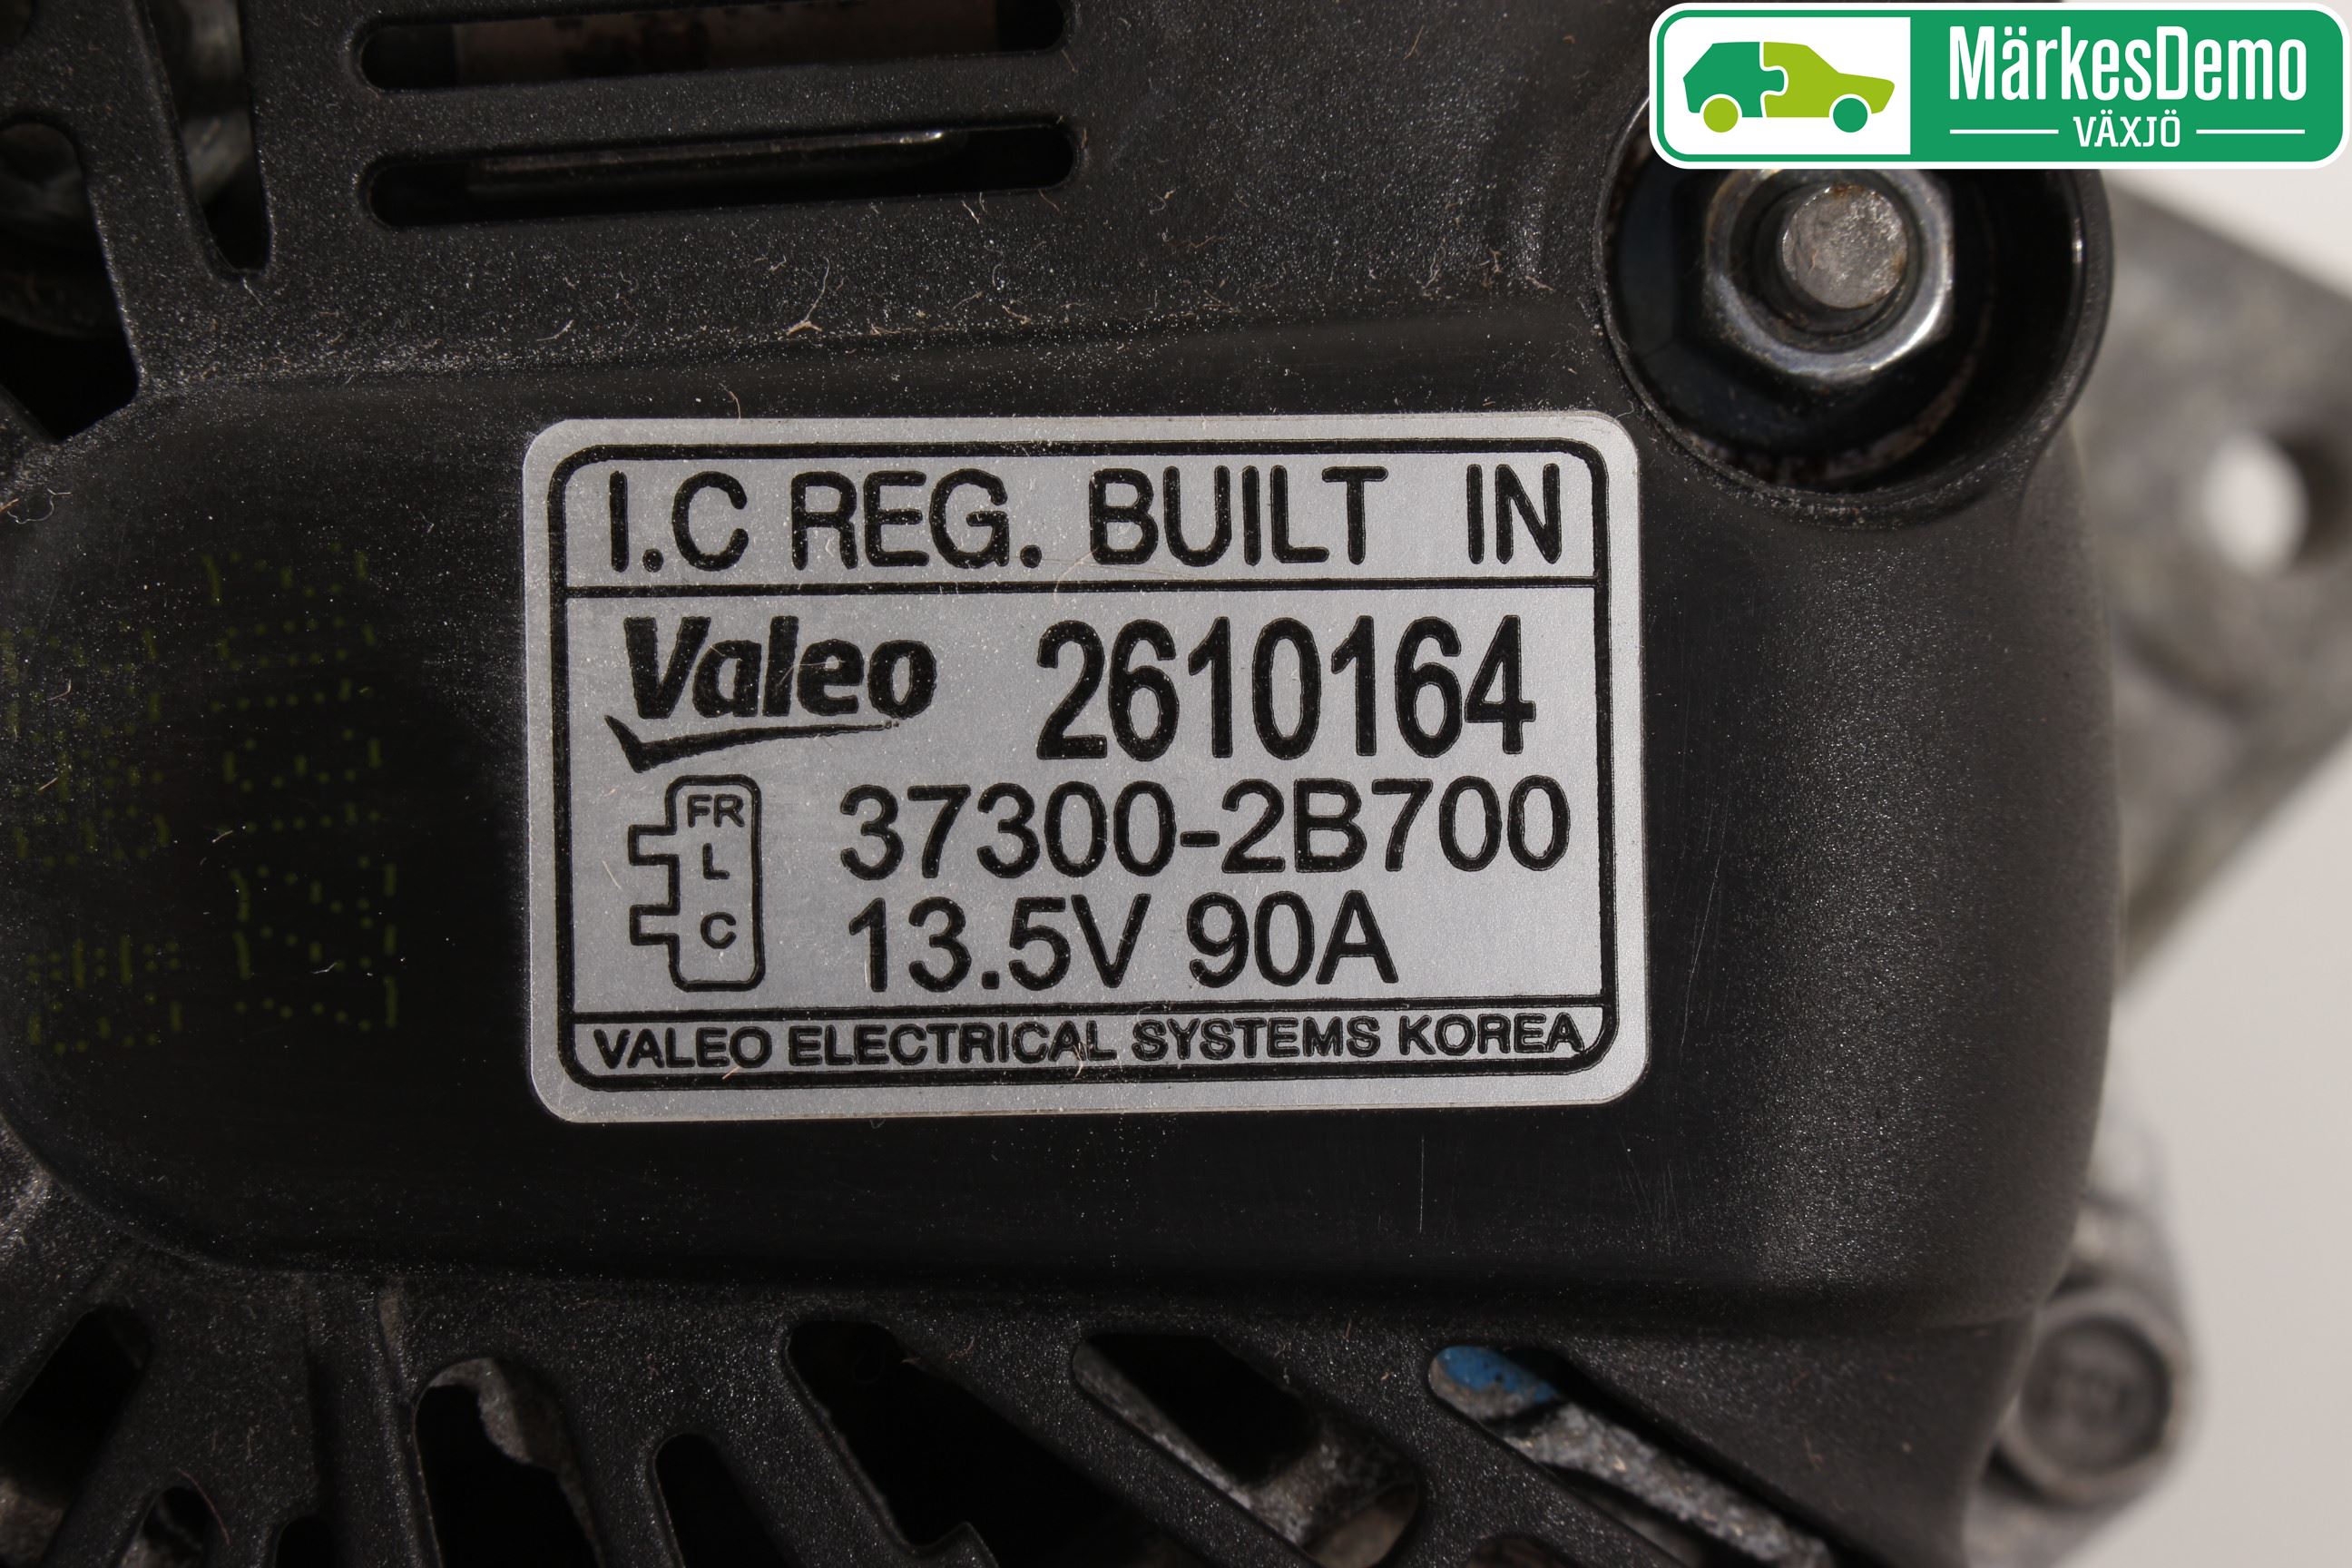 MärkesDemo
VÄXJÖ
I.C REG. BUILT IN
Valeo 2610164
FR
L
C
37300-2B700
13.5V 90A
VALEO ELECTRICAL SYSTEMS KOREA